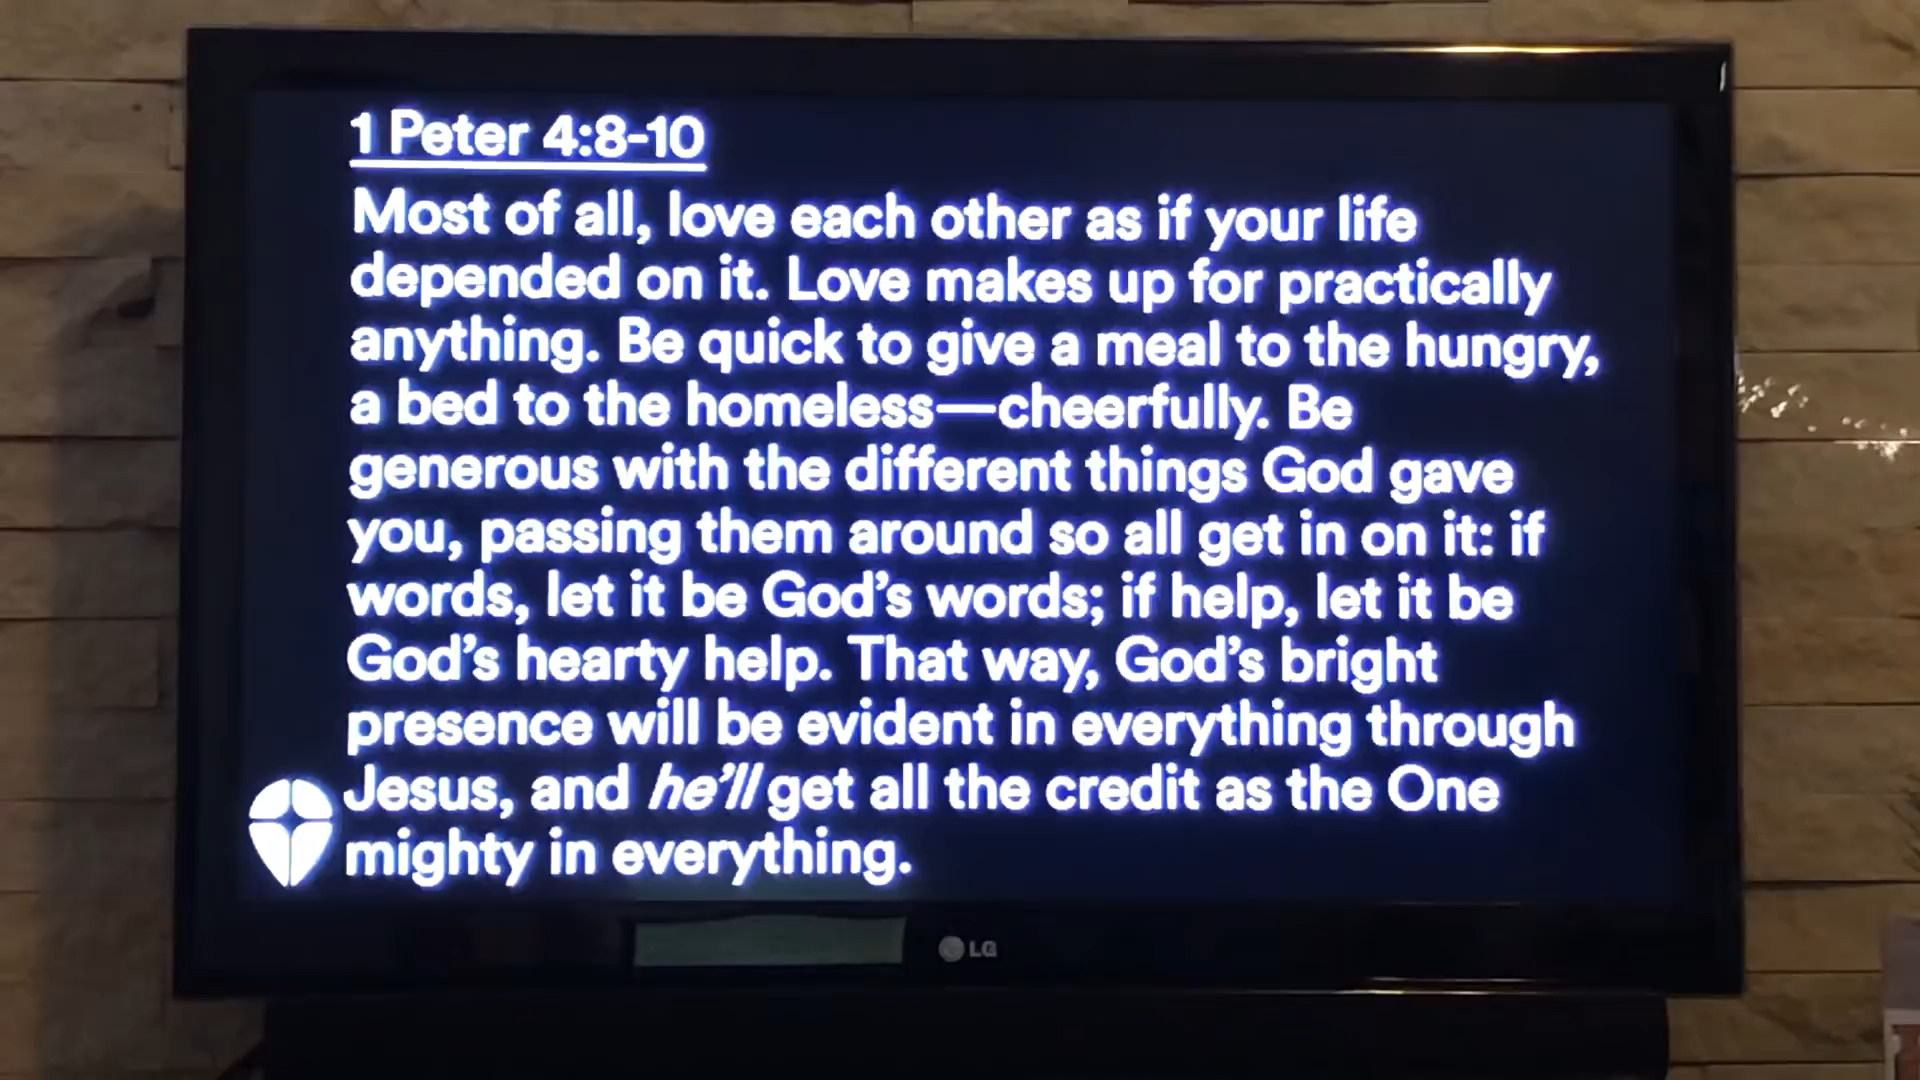 1 Peter 4:8-10
Most of all, love each other as if your life
depended on it. Love makes up for practically
anything. Be quick to give a meal to the hungry,
a bed to the homeless—cheerfully. Be
generous with the different things God gave
you, passing them around so all get in on it: if
words, let it be God’s words; if help, let it be
God’s hearty help. That way, God’s bright
presence will be evident in everything through
Jesus, and he’ll get all the credit as the One
mighty in everything.
LG